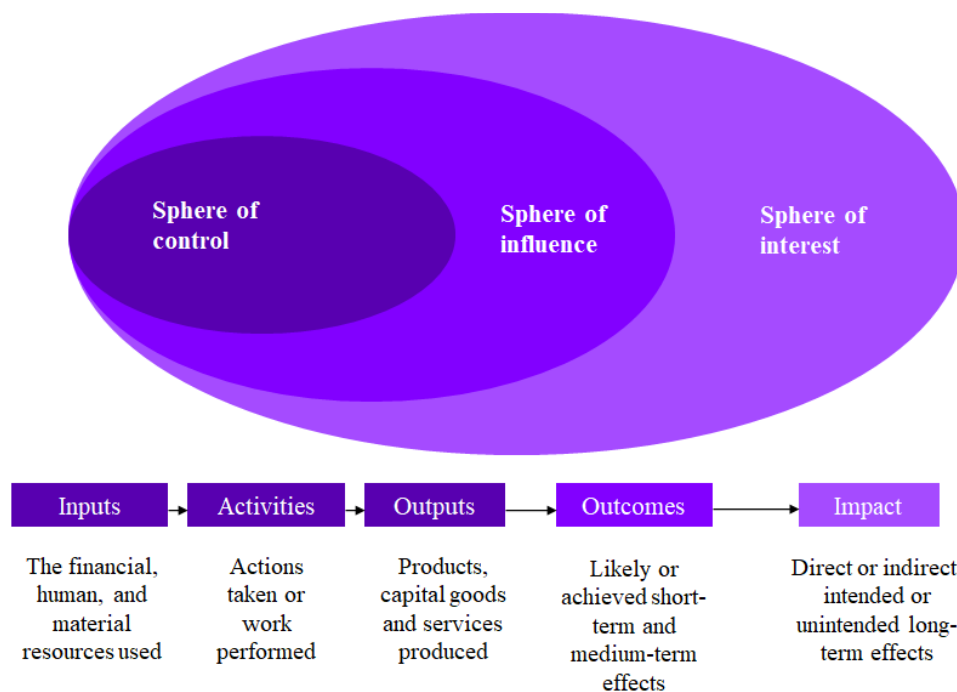 Sphere of
control
Sphere of
influence
Sphere of
interest
Inputs
Activities
Outputs
Outcomes
Impact
The financial,
human, and
material
resources used
Actions
taken or
work
performed
Products,
capital goods
and services
produced
Likely or
achieved short-
term and
medium-term
effects
Direct or indirect
intended or
unintended long-
term effects